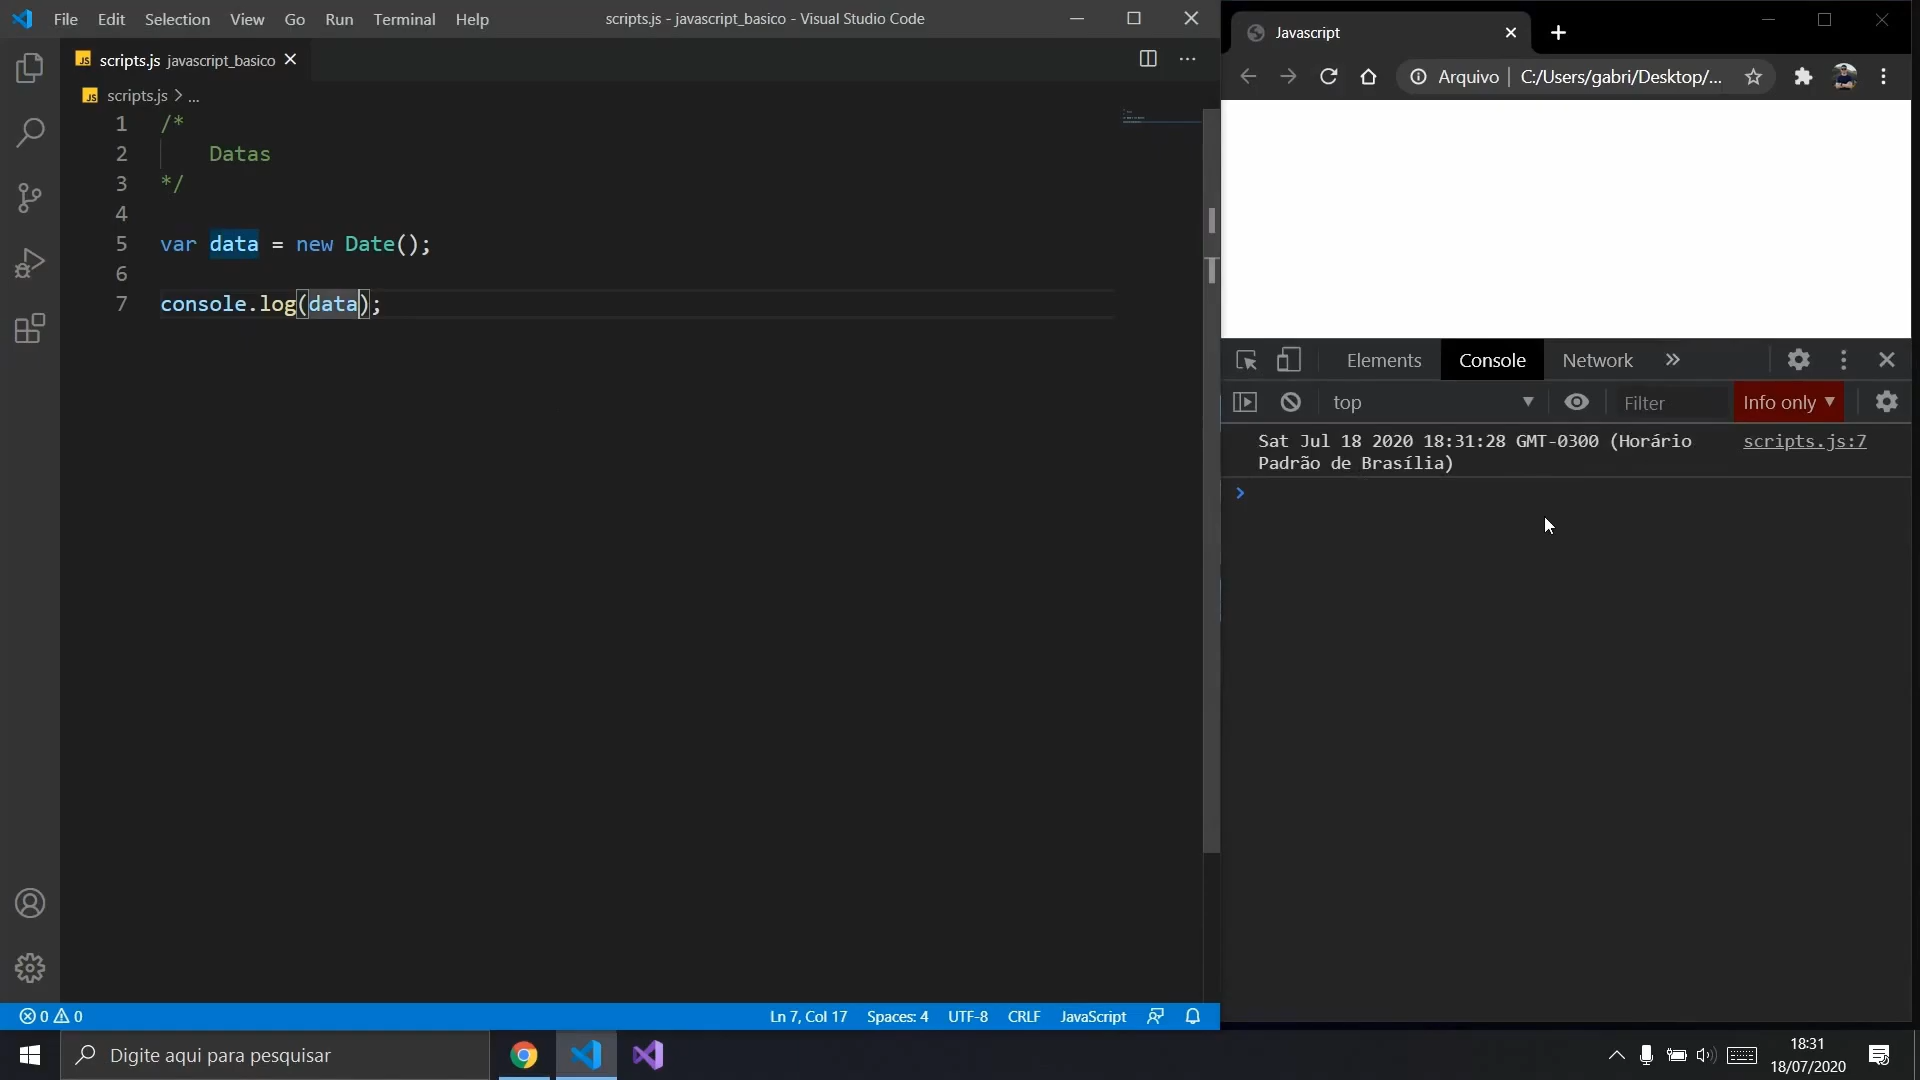 File Edit Selection View Go Run Terminal Help
scripts.js - javascript_basico - Visual Studio Code
JS scripts.js javascript_basico
JS scripts.js > ...
1 /*
2 Datas
3 */
4
5 var data = new Date();
6
7 console.log(data);
0 0
Ln 7, Col 17 Spaces: 4 UTF-8 CRLF JavaScript
Javascript
Arquivo | C:/Users/gabri/Desktop/...
Elements Console Network »
top Filter Info only
Sat Jul 18 2020 18:31:28 GMT-0300 (Horário scripts.js:7
Padrão de Brasília)
>
Digite aqui para pesquisar
18:31
18/07/2020